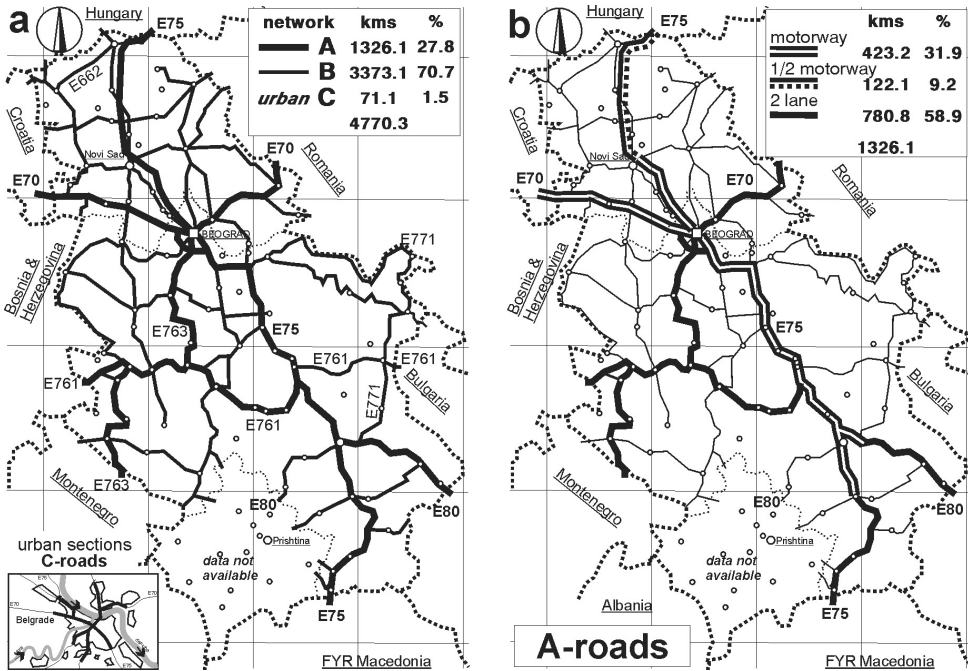 a
Hungary
E75
network kms %
A 1326.1 27.8
B 3373.1 70.7
urban C 71.1 1.5
4770.3
E662
Croatia
Novi Sad
E70
Romania
E70
BEOGRAD
E771
Bosnia &
Herzegovina
E763
E75
E761
E761
E761
E771
Bulgaria
E761
E763
Montenegro
E80
E80
Prishtina
data not
available
E75
FYR Macedonia
urban sections
C-roads
E75
E70
E70
Belgrade
E75
b
Hungary
E75
kms %
motorway
423.2 31.9
1/2 motorway
122.1 9.2
2 lane
780.8 58.9
1326.1
Croatia
Novi Sad
E70
Romania
E70
BEOGRAD
Bosnia &
Herzegovina
E75
Bulgaria
Montenegro
E80
E80
Prishtina
data not
available
E75
Albania
A-roads
FYR Macedonia